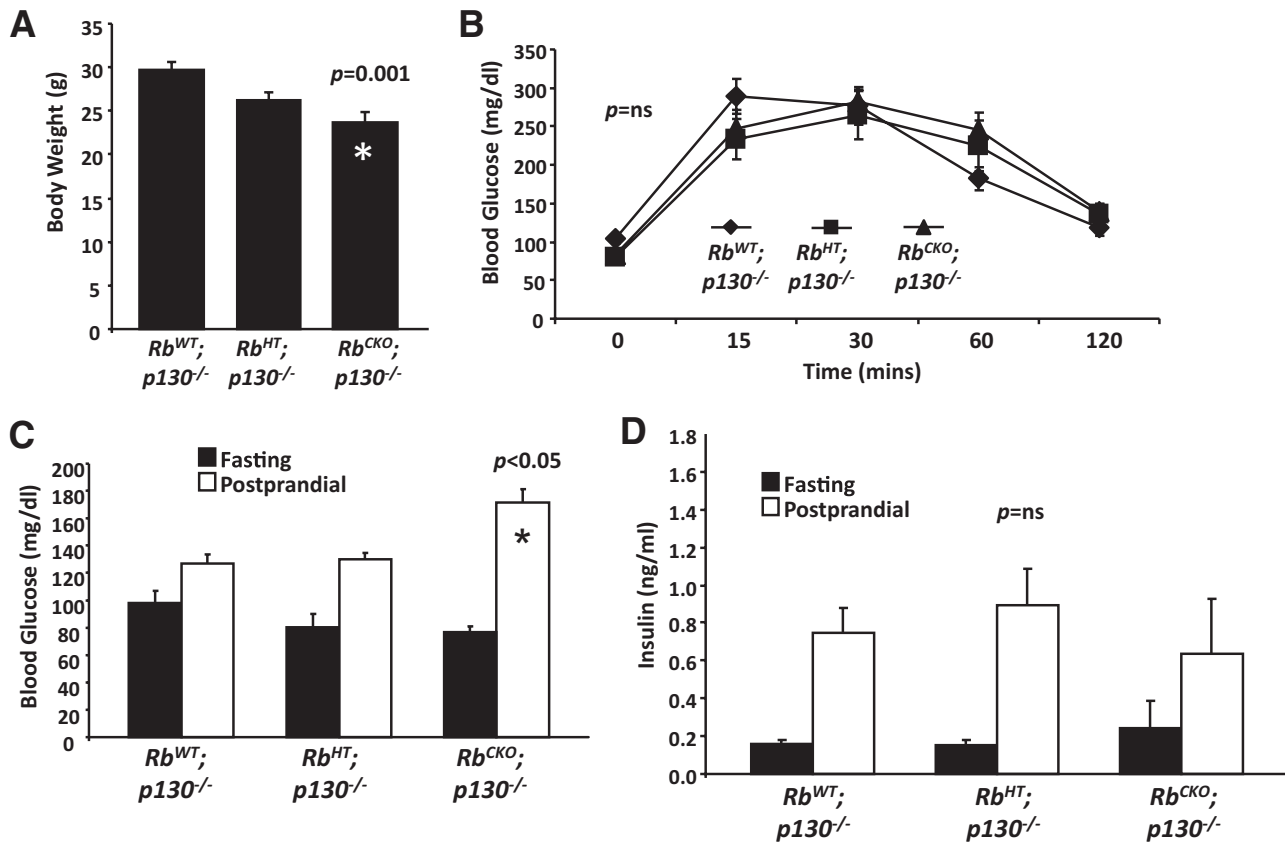 A
Body Weight (g)
35
30
25
20
15
10
5
0
p=0.001
*
Rb^WT; Rb^HT; Rb^CKO;
p130^-/- p130^-/- p130^-/-
B
Blood Glucose (mg/dl)
350
300
250
200
150
100
50
0
p=ns
Rb^WT; Rb^HT; Rb^CKO;
p130^-/- p130^-/- p130^-/-
0 15 30 60 120
Time (mins)
C
Blood Glucose (mg/dl)
200
180
160
140
120
100
80
60
40
20
0
Fasting
Postprandial
p<0.05
*
Rb^WT; Rb^HT; Rb^CKO;
p130^-/- p130^-/- p130^-/-
D
Insulin (ng/ml)
1.8
1.6
1.4
1.2
1.0
0.8
0.6
0.4
0.2
0.0
Fasting
Postprandial
p=ns
Rb^WT; Rb^HT; Rb^CKO;
p130^-/- p130^-/- p130^-/-